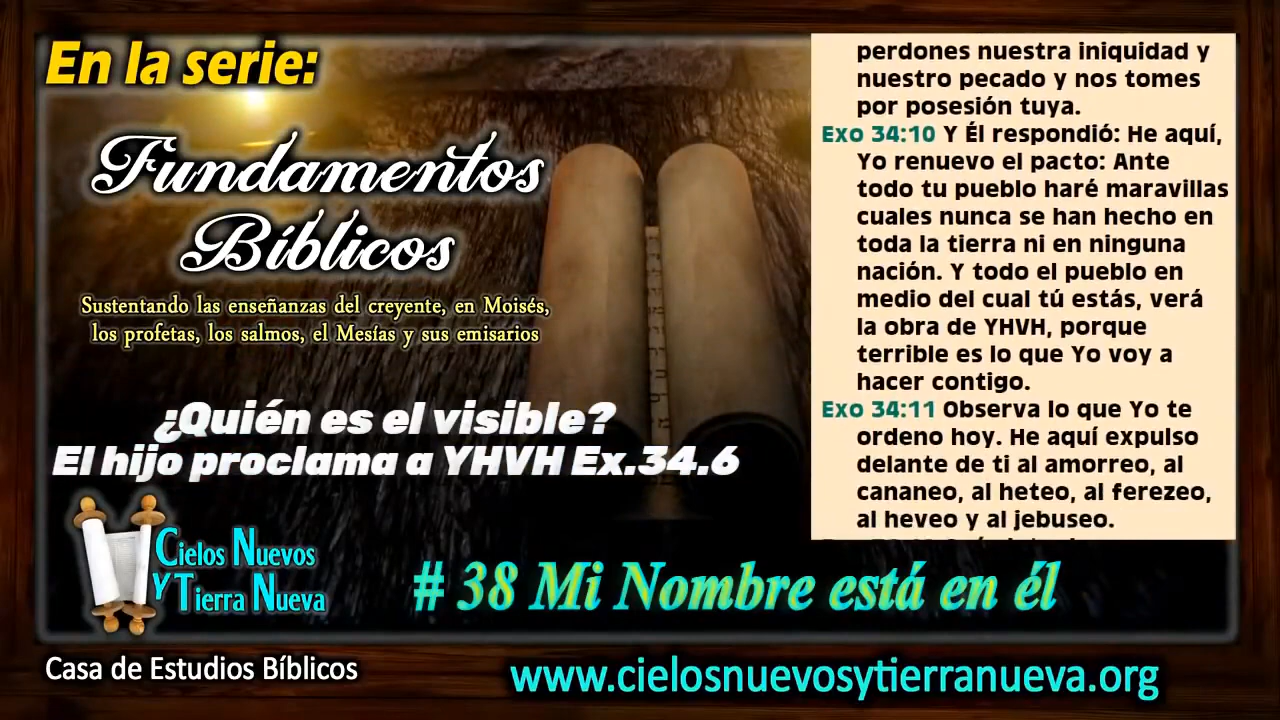 En la serie:
Fundamentos
Bíblicos
Sustentando las enseñanzas del creyente, en Moisés,
los profetas, los salmos, el Mesías y sus emisarios
¿Quién es el visible?
El hijo proclama a YHVH Ex.34.6
Cielos Nuevos
Y Tierra Nueva
# 38 Mi Nombre está en él
Casa de Estudios Bíblicos
www.cielosnuevosytierranueva.org
perdones nuestra iniquidad y
nuestro pecado y nos tomes
por posesión tuya.
Exo 34:10 Y Él respondió: He aquí,
Yo renuevo el pacto: Ante
todo tu pueblo haré maravillas
cuales nunca se han hecho en
toda la tierra ni en ninguna
nación. Y todo el pueblo en
medio del cual tú estás, verá
la obra de YHVH, porque
terrible es lo que Yo voy a
hacer contigo.
Exo 34:11 Observa lo que Yo te
ordeno hoy. He aquí expulso
delante de ti al amorreo, al
cananeo, al heteo, al ferezeo,
al heveo y al jebuseo.